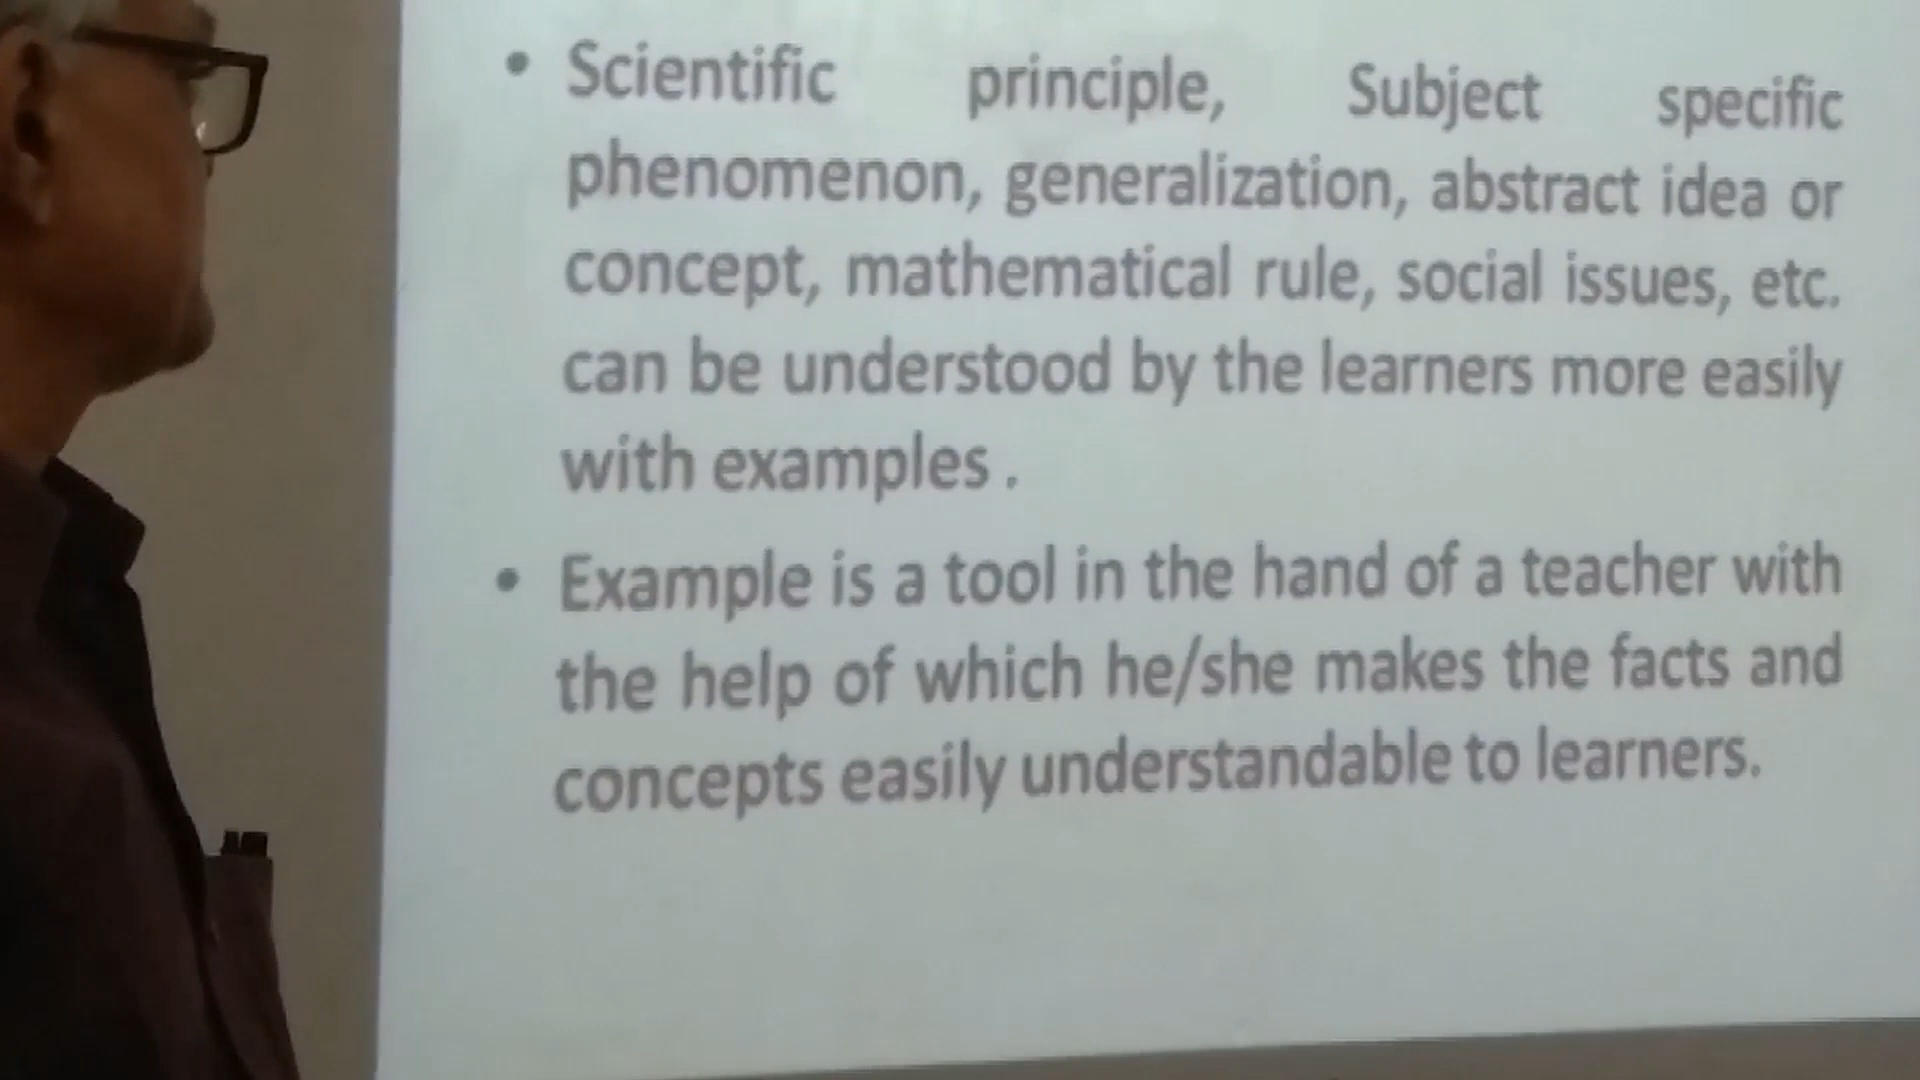 • Scientific principle, Subject specific
phenomenon, generalization, abstract idea or
concept, mathematical rule, social issues, etc.
can be understood by the learners more easily
with examples .
• Example is a tool in the hand of a teacher with
the help of which he/she makes the facts and
concepts easily understandable to learners.